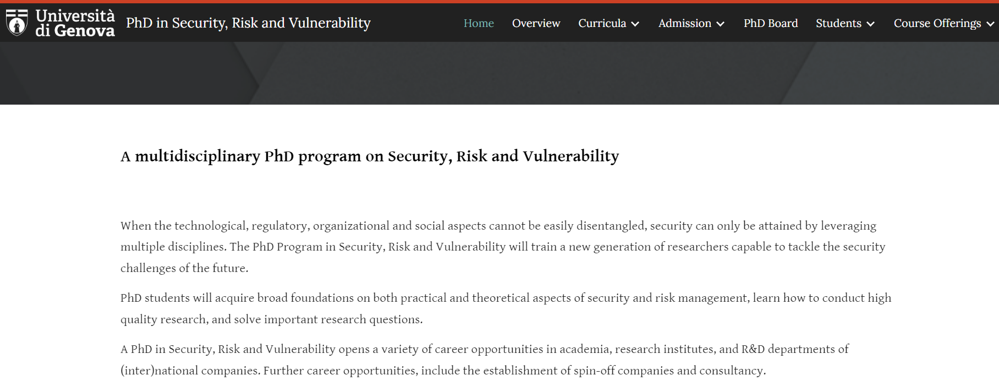 Università
di Genova
PhD in Security, Risk and Vulnerability
Home Overview Curricula Admission PhD Board Students Course Offerings
A multidisciplinary PhD program on Security, Risk and Vulnerability
When the technological, regulatory, organizational and social aspects cannot be easily disentangled, security can only be attained by leveraging
multiple disciplines. The PhD Program in Security, Risk and Vulnerability will train a new generation of researchers capable to tackle the security
challenges of the future.
PhD students will acquire broad foundations on both practical and theoretical aspects of security and risk management, learn how to conduct high
quality research, and solve important research questions.
A PhD in Security, Risk and Vulnerability opens a variety of career opportunities in academia, research institutes, and R&D departments of
(inter)national companies. Further career opportunities, include the establishment of spin-off companies and consultancy.